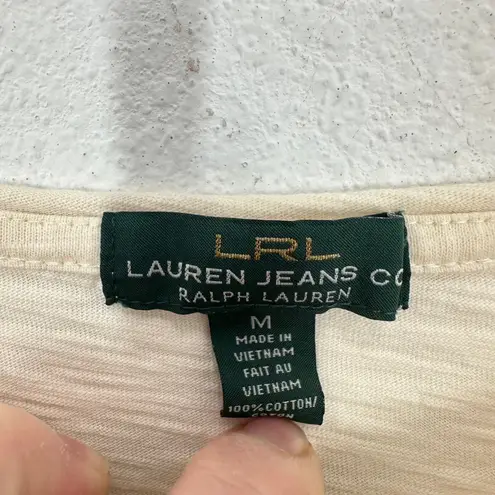 LRL
LAUREN JEANS CO
RALPH LAUREN
M
MADE IN
VIETNAM
FAIT AU
VIETNAM
100% COTTON/